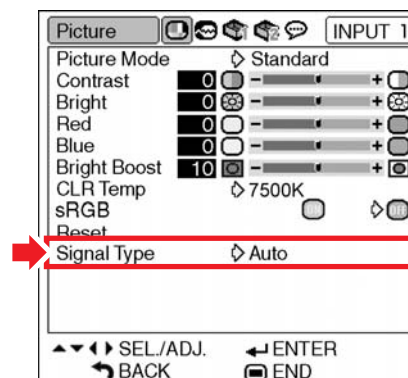 Picture INPUT 1
Picture Mode Standard
Contrast 0 - +
Bright 0 - +
Red 0 - +
Blue 0 - +
Bright Boost 10 - +
CLR Temp 7500K
sRGB ON Off
Reset
Signal Type Auto
SEL./ADJ. ENTER
BACK END